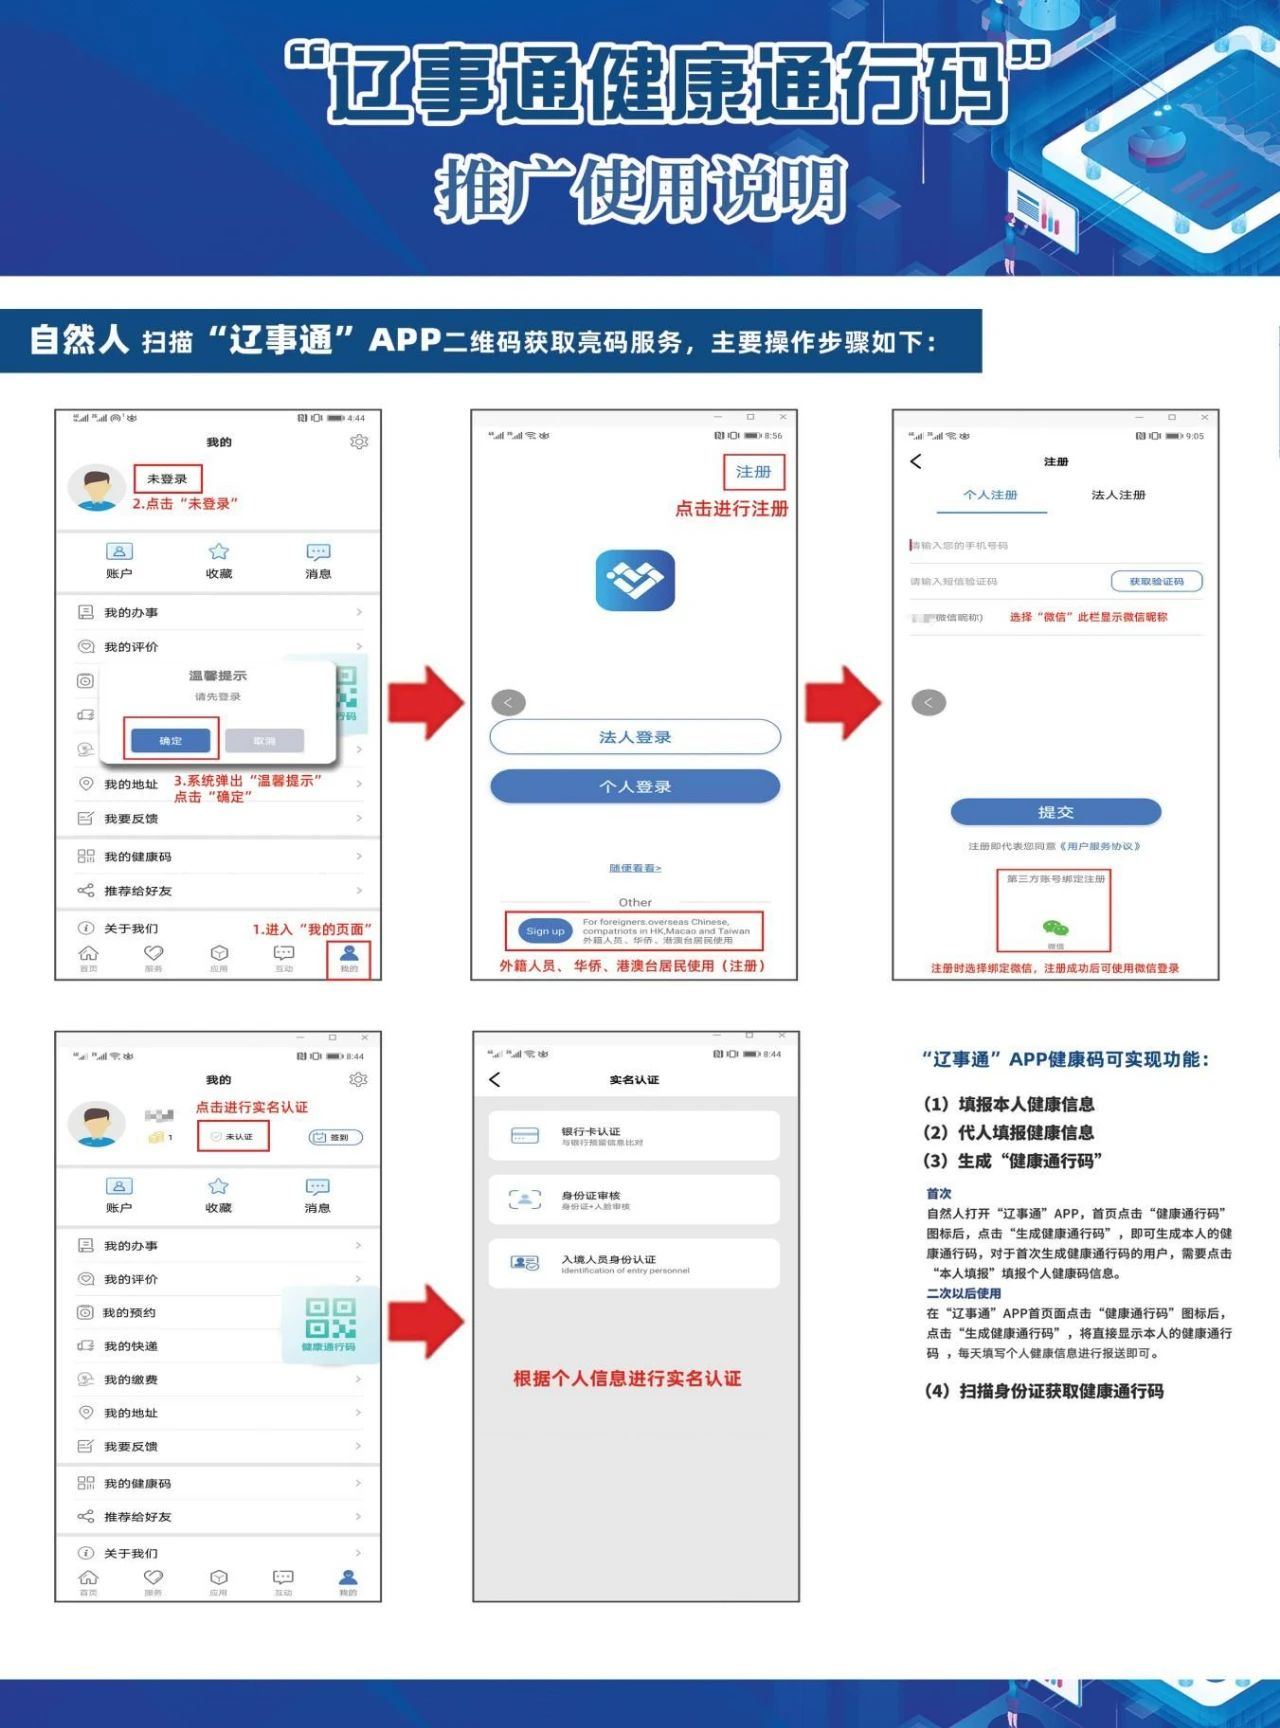 “辽事通健康通行码”
推广使用说明
自然人 扫描“辽事通”APP二维码获取亮码服务，主要操作步骤如下：
4:44
我的
未登录
2.点击“未登录”
账户 收藏 消息
我的办事
我的评价
温馨提示
请先登录
确定 取消
行码
我的地址
3.系统弹出“温馨提示”
点击“确定”
我要反馈
我的健康码
推荐给好友
关于我们
1.进入“我的页面”
首页 服务 应用 互动 我的
8:56
注册
点击进行注册
法人登录
个人登录
随便看看>
Other
Sign up
For foreigners.overseas Chinese,
compatriots in HK,Macao and Taiwan
外籍人员、华侨、港澳台居民使用
外籍人员、华侨、港澳台居民使用（注册）
9:05
注册
个人注册 法人注册
请输入您的手机号码
请输入短信验证码 获取验证码
微信昵称) 选择“微信”此栏显示微信昵称
提交
注册即代表您同意《用户服务协议》
第三方账号绑定注册
微信
注册时选择绑定微信，注册成功后可使用微信登录
8:44
我的
点击进行实名认证
1 未认证 签到
账户 收藏 消息
我的办事
我的评价
我的预约
我的快递
健康通行码
我的缴费
我的地址
我要反馈
我的健康码
推荐给好友
关于我们
首页 服务 应用 互动 我的
8:44
实名认证
银行卡认证
与银行预留信息比对
身份证审核
身份证+人脸审核
入境人员身份认证
Identification of entry personnel
根据个人信息进行实名认证
“辽事通”APP健康码可实现功能：
（1）填报本人健康信息
（2）代人填报健康信息
（3）生成“健康通行码”
首次
自然人打开“辽事通”APP，首页点击“健康通行码”
图标后，点击“生成健康通行码”，即可生成本人的健
康通行码，对于首次生成健康通行码的用户，需要点击
“本人填报”填报个人健康码信息。
二次以后使用
在“辽事通”APP首页面点击“健康通行码”图标后，
点击“生成健康通行码”，将直接显示本人的健康通行
码，每天填写个人健康信息进行报送即可。
（4）扫描身份证获取健康通行码